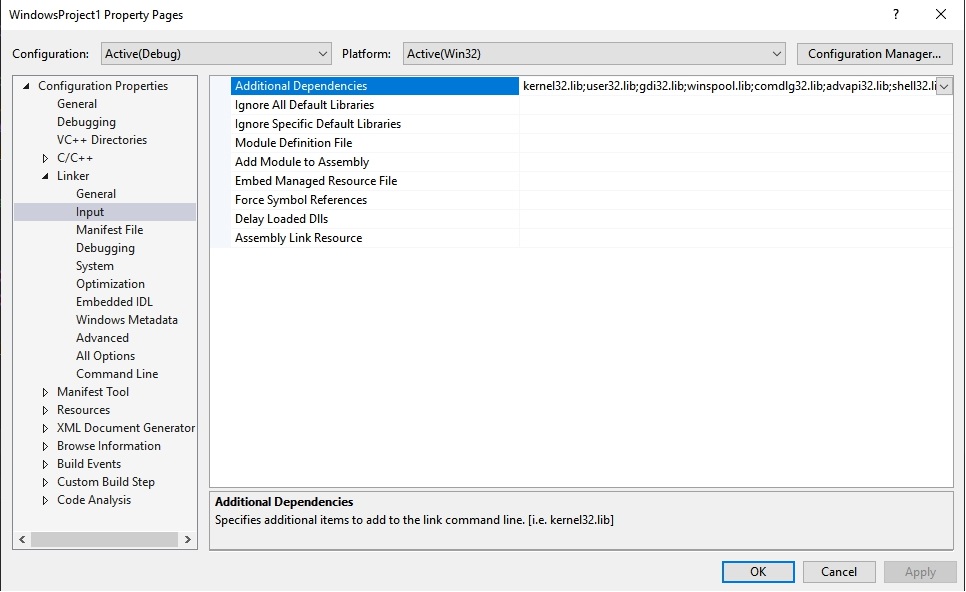 WindowsProject1 Property Pages
?
Configuration: Active(Debug) Platform: Active(Win32) Configuration Manager...
Configuration Properties
General
Debugging
VC++ Directories
C/C++
Linker
General
Input
Manifest File
Debugging
System
Optimization
Embedded IDL
Windows Metadata
Advanced
All Options
Command Line
Manifest Tool
Resources
XML Document Generator
Browse Information
Build Events
Custom Build Step
Code Analysis
Additional Dependencies kernel32.lib;user32.lib;gdi32.lib;winspool.lib;comdlg32.lib;advapi32.lib;shell32.li
Ignore All Default Libraries
Ignore Specific Default Libraries
Module Definition File
Add Module to Assembly
Embed Managed Resource File
Force Symbol References
Delay Loaded Dlls
Assembly Link Resource
Additional Dependencies
Specifies additional items to add to the link command line. [i.e. kernel32.lib]
OK Cancel Apply